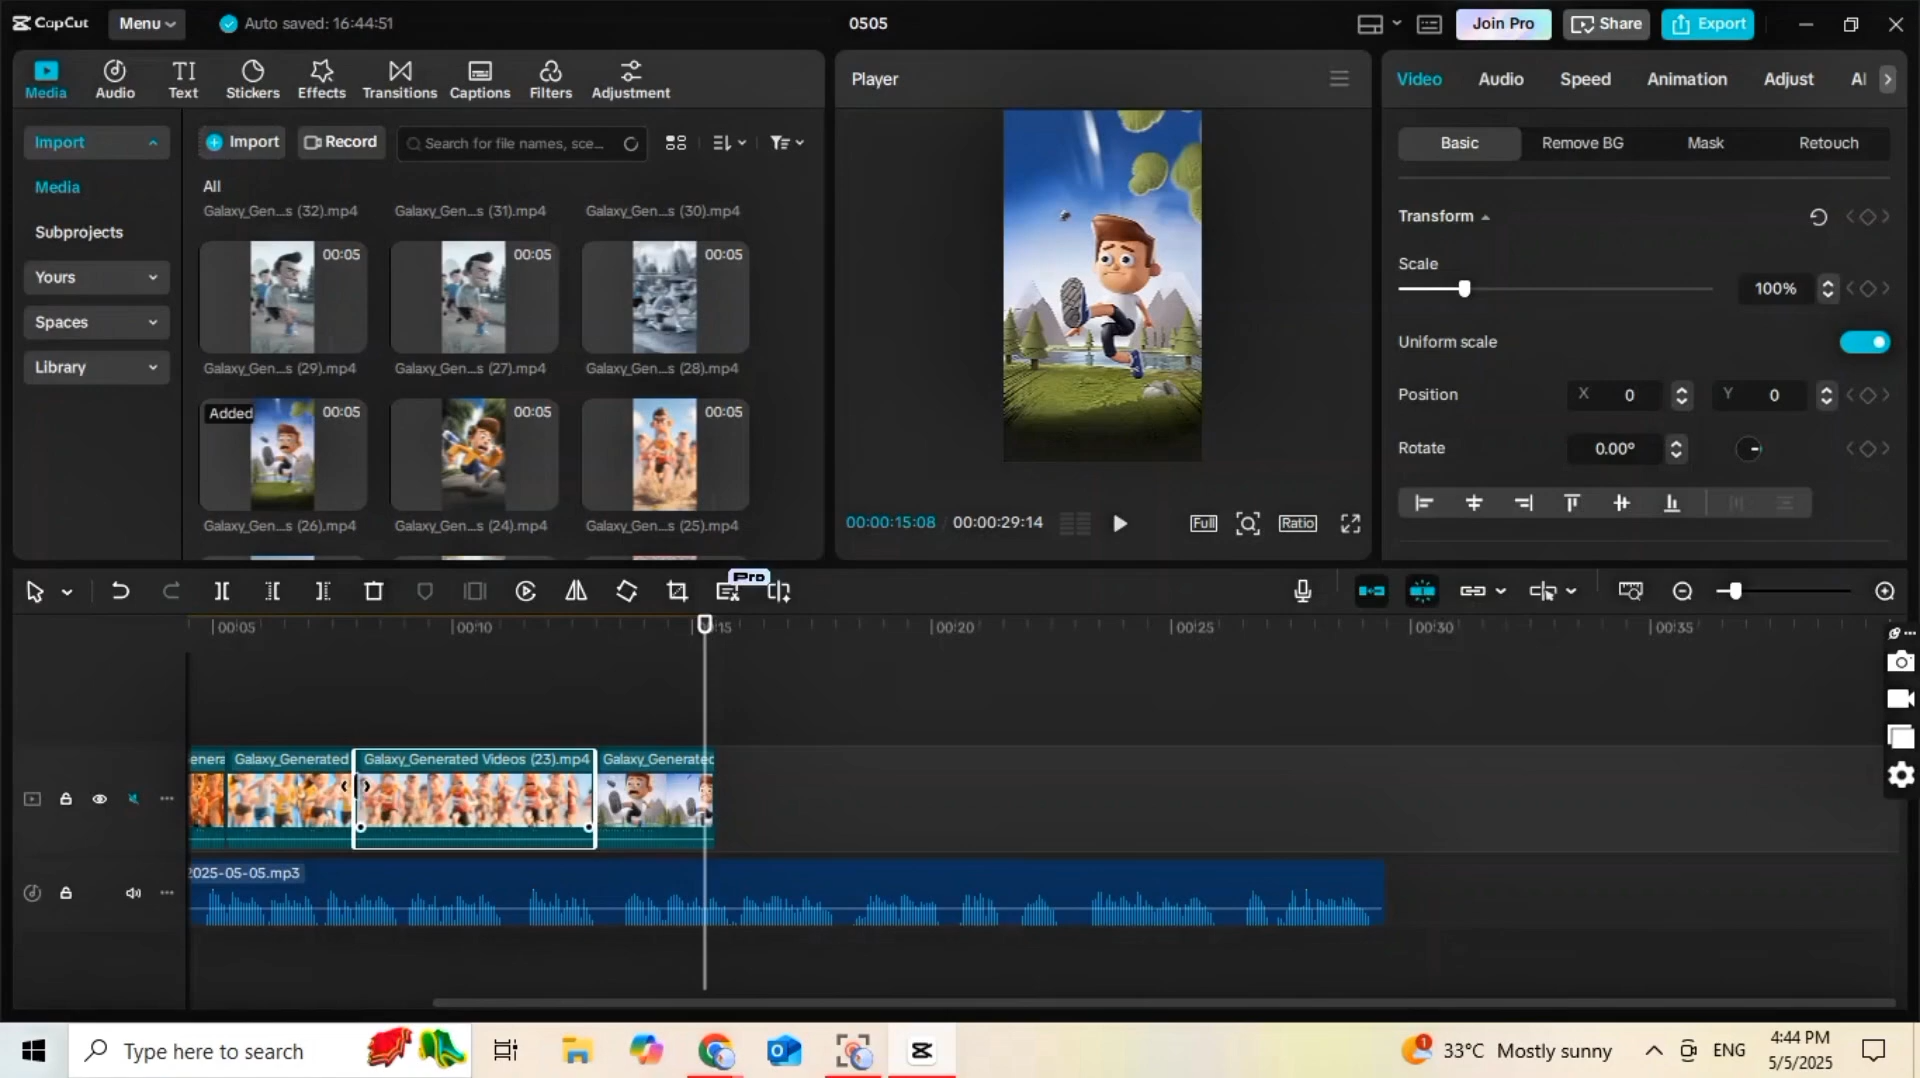 CapCut
Menu
Auto saved: 16:44:51
0505
Join Pro
Share
Export
Media
Audio
Text
Stickers
Effects
Transitions
Captions
Filters
Adjustment
Player
Video
Audio
Speed
Animation
Adjust
AI
Import
Media
Subprojects
Yours
Spaces
Library
Import
Record
Search for file names, sce...
All
Galaxy_Gen...s (32).mp4
Galaxy_Gen...s (31).mp4
Galaxy_Gen...s (30).mp4
00:05
00:05
00:05
Galaxy_Gen...s (29).mp4
Galaxy_Gen...s (27).mp4
Galaxy_Gen...s (28).mp4
Added
00:05
00:05
00:05
Galaxy_Gen...s (26).mp4
Galaxy_Gen...s (24).mp4
Galaxy_Gen...s (25).mp4
00:00:15:08
00:00:29:14
Full
Ratio
Basic
Remove BG
Mask
Retouch
Transform
Scale
100%
Uniform scale
Position
X 0
Y 0
Rotate
0.00°
Pro
00:05
00:10
00:15
00:20
00:25
00:30
00:35
enera
Galaxy_Generated
Galaxy_Generated Videos (23).mp4
Galaxy_Generated
2025-05-05.mp3
Type here to search
1
33°C Mostly sunny
ENG
4:44 PM
5/5/2025